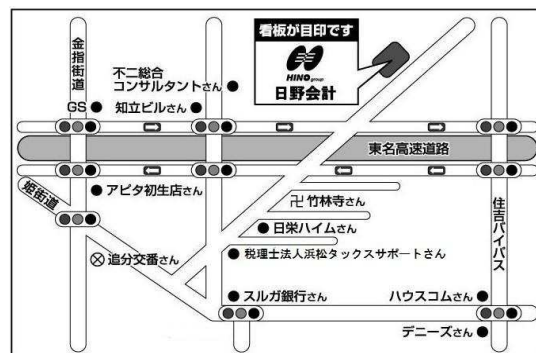 看板が目印です
HINO group
日野会計
金指街道
不二総合
コンサルタントさん
GS
知立ビルさん
東名高速道路
アピタ初生店さん
姫街道
卍竹林寺さん
日栄ハイムさん
住吉バイパス
追分交番さん
税理士法人浜松タックスサポートさん
スルガ銀行さん
ハウスコムさん
デニーズさん